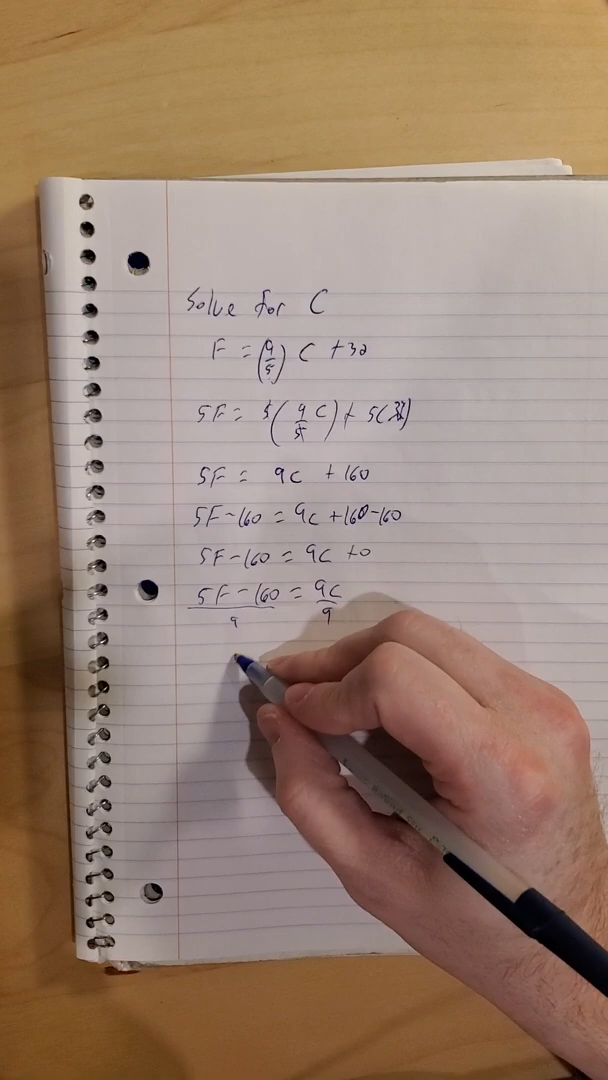 Solve for C
F = (9/5) C + 32
5F = 5(9/5 C) + 5(32)
5F = 9C + 160
5F - 160 = 9C + 160 - 160
5F - 160 = 9C + 0
5F - 160 = 9C
9 9